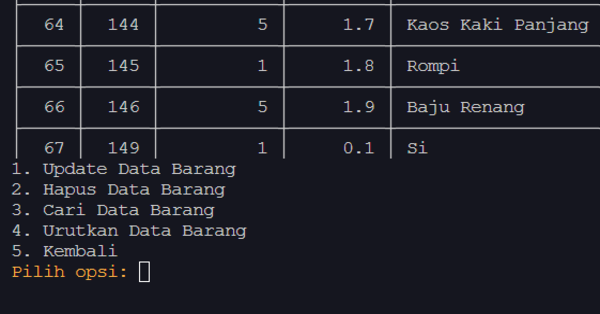 64 144 5 1.7 Kaos Kaki Panjang
65 145 1 1.8 Rompi
66 146 5 1.9 Baju Renang
67 149 1 0.1 Si
1. Update Data Barang
2. Hapus Data Barang
3. Cari Data Barang
4. Urutkan Data Barang
5. Kembali
Pilih opsi: